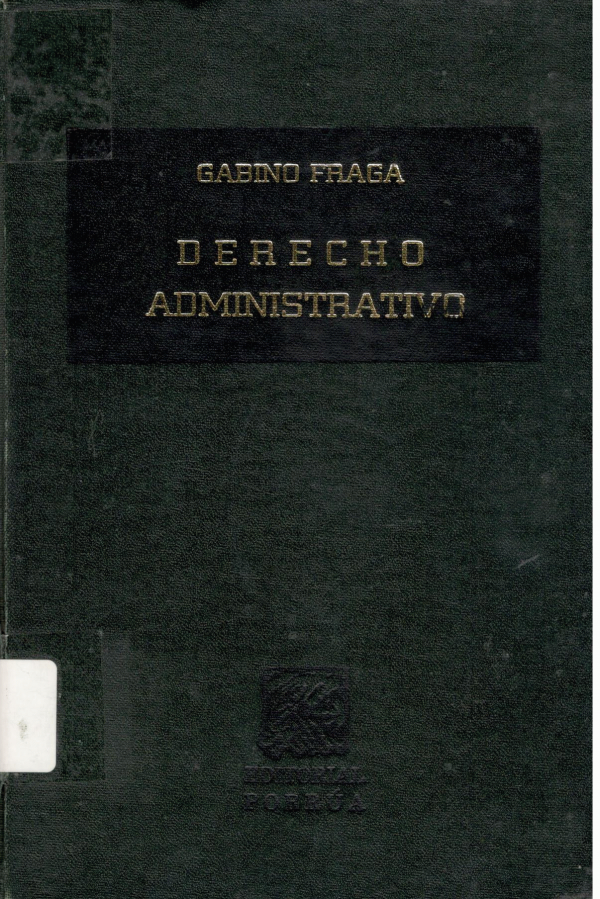 GABINO FRAGA
DERECHO
ADMINISTRATIVO
EDITORIAL
PORRÚA